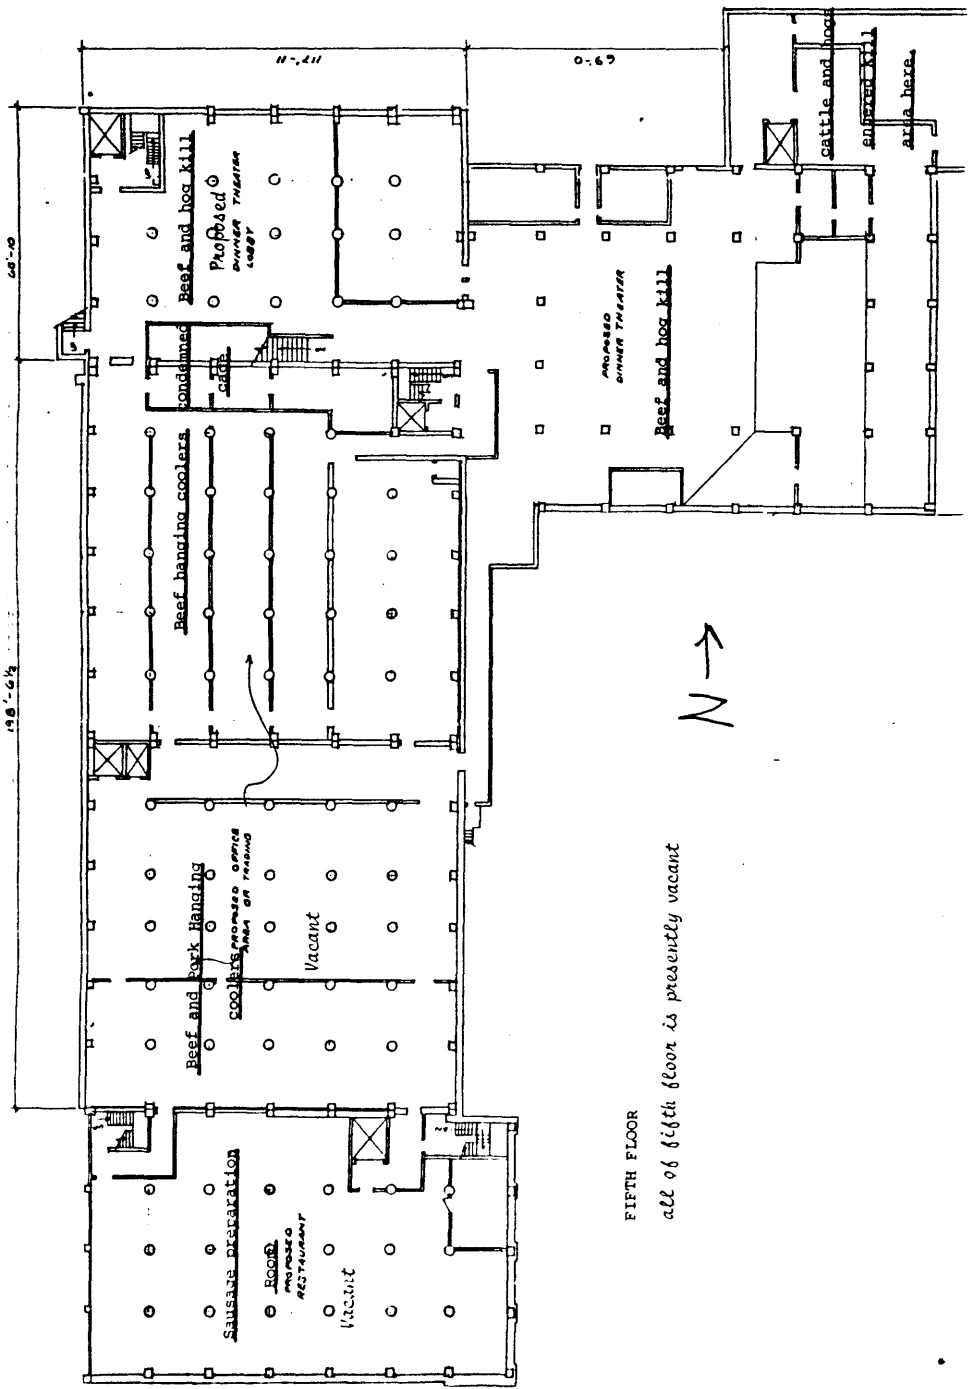 117'-11
69-0
68'-10
198'-6½
cattle and hogs
entered kill
area here.
Beef and hog kill
Proposed
DINNER THEATER
LOBBY
PROPOSED
DINNER THEATER
Beef and hog kill
condemned
cage
Beef hanging coolers
Beef and Pork Hanging
coolers
PROPOSED OFFICE
AREA OR TRADING
Vacant
Sausage preparation
Room
PROPOSED
RESTAURANT
Vacant
N
FIFTH FLOOR
all of fifth floor is presently vacant